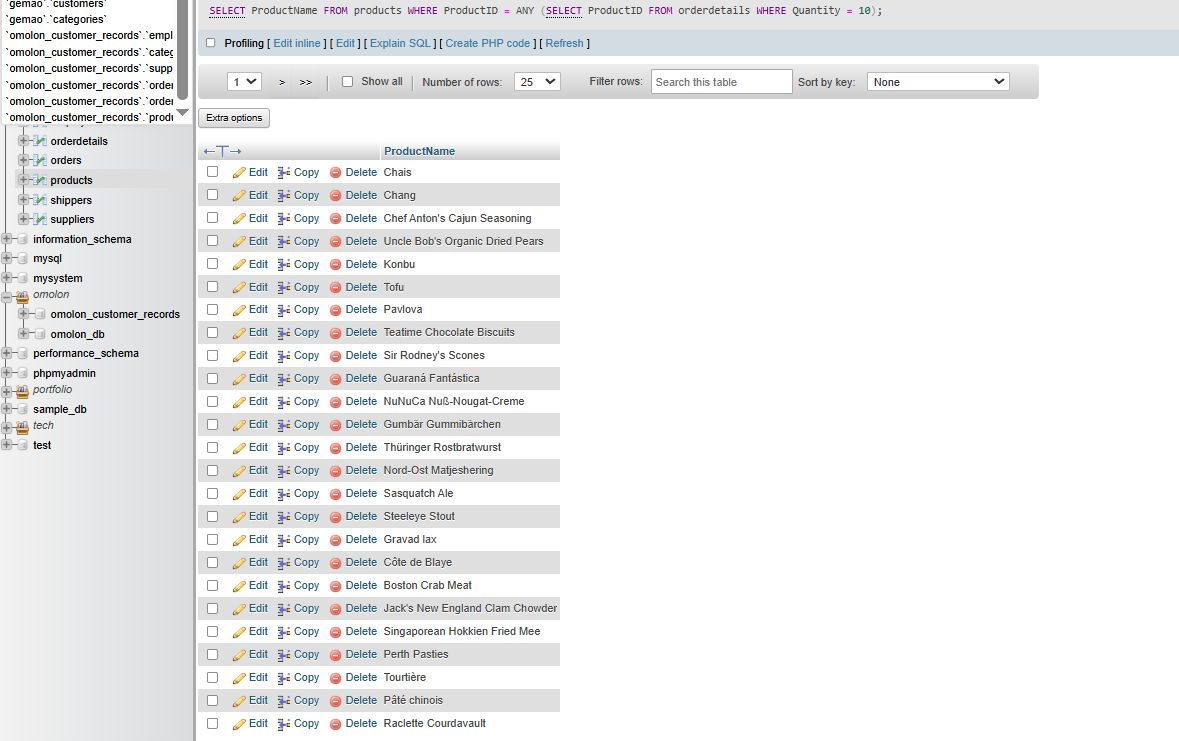 `gemao`.`customers`
`gemao`.`categories`
`omolon_customer_records`.`empl
`omolon_customer_records`.`categ
`omolon_customer_records`.`supp
`omolon_customer_records`.`order
`omolon_customer_records`.`order
`omolon_customer_records`.`produ
orderdetails
orders
products
shippers
suppliers
information_schema
mysql
mysystem
omolon
omolon_customer_records
omolon_db
performance_schema
phpmyadmin
portfolio
sample_db
tech
test
SELECT ProductName FROM products WHERE ProductID = ANY (SELECT ProductID FROM orderdetails WHERE Quantity = 10);
Profiling [ Edit inline ] [ Edit ] [ Explain SQL ] [ Create PHP code ] [ Refresh ]
1 > >> | Show all | Number of rows: 25 Filter rows: Search this table Sort by key: None
Extra options
←T→ ProductName
Edit Copy Delete Chais
Edit Copy Delete Chang
Edit Copy Delete Chef Anton's Cajun Seasoning
Edit Copy Delete Uncle Bob's Organic Dried Pears
Edit Copy Delete Konbu
Edit Copy Delete Tofu
Edit Copy Delete Pavlova
Edit Copy Delete Teatime Chocolate Biscuits
Edit Copy Delete Sir Rodney's Scones
Edit Copy Delete Guaraná Fantástica
Edit Copy Delete NuNuCa Nuß-Nougat-Creme
Edit Copy Delete Gumbär Gummibärchen
Edit Copy Delete Thüringer Rostbratwurst
Edit Copy Delete Nord-Ost Matjeshering
Edit Copy Delete Sasquatch Ale
Edit Copy Delete Steeleye Stout
Edit Copy Delete Gravad lax
Edit Copy Delete Côte de Blaye
Edit Copy Delete Boston Crab Meat
Edit Copy Delete Jack's New England Clam Chowder
Edit Copy Delete Singaporean Hokkien Fried Mee
Edit Copy Delete Perth Pasties
Edit Copy Delete Tourtière
Edit Copy Delete Pâté chinois
Edit Copy Delete Raclette Courdavault